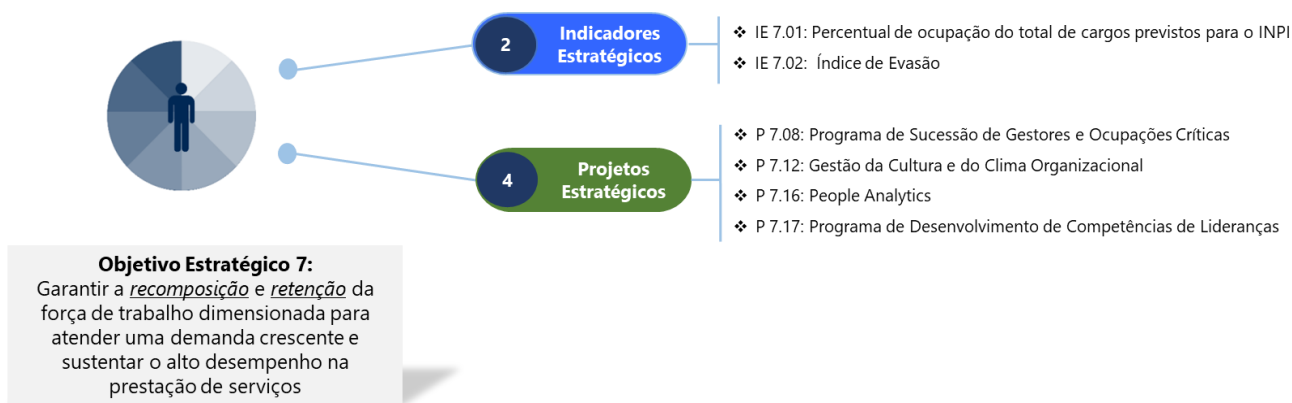 2
Indicadores
Estratégicos
❖ IE 7.01: Percentual de ocupação do total de cargos previstos para o INPI
❖ IE 7.02: Índice de Evasão
4
Projetos
Estratégicos
❖ P 7.08: Programa de Sucessão de Gestores e Ocupações Críticas
❖ P 7.12: Gestão da Cultura e do Clima Organizacional
❖ P 7.16: People Analytics
❖ P 7.17: Programa de Desenvolvimento de Competências de Lideranças
Objetivo Estratégico 7:
Garantir a recomposição e retenção da
força de trabalho dimensionada para
atender uma demanda crescente e
sustentar o alto desempenho na
prestação de serviços